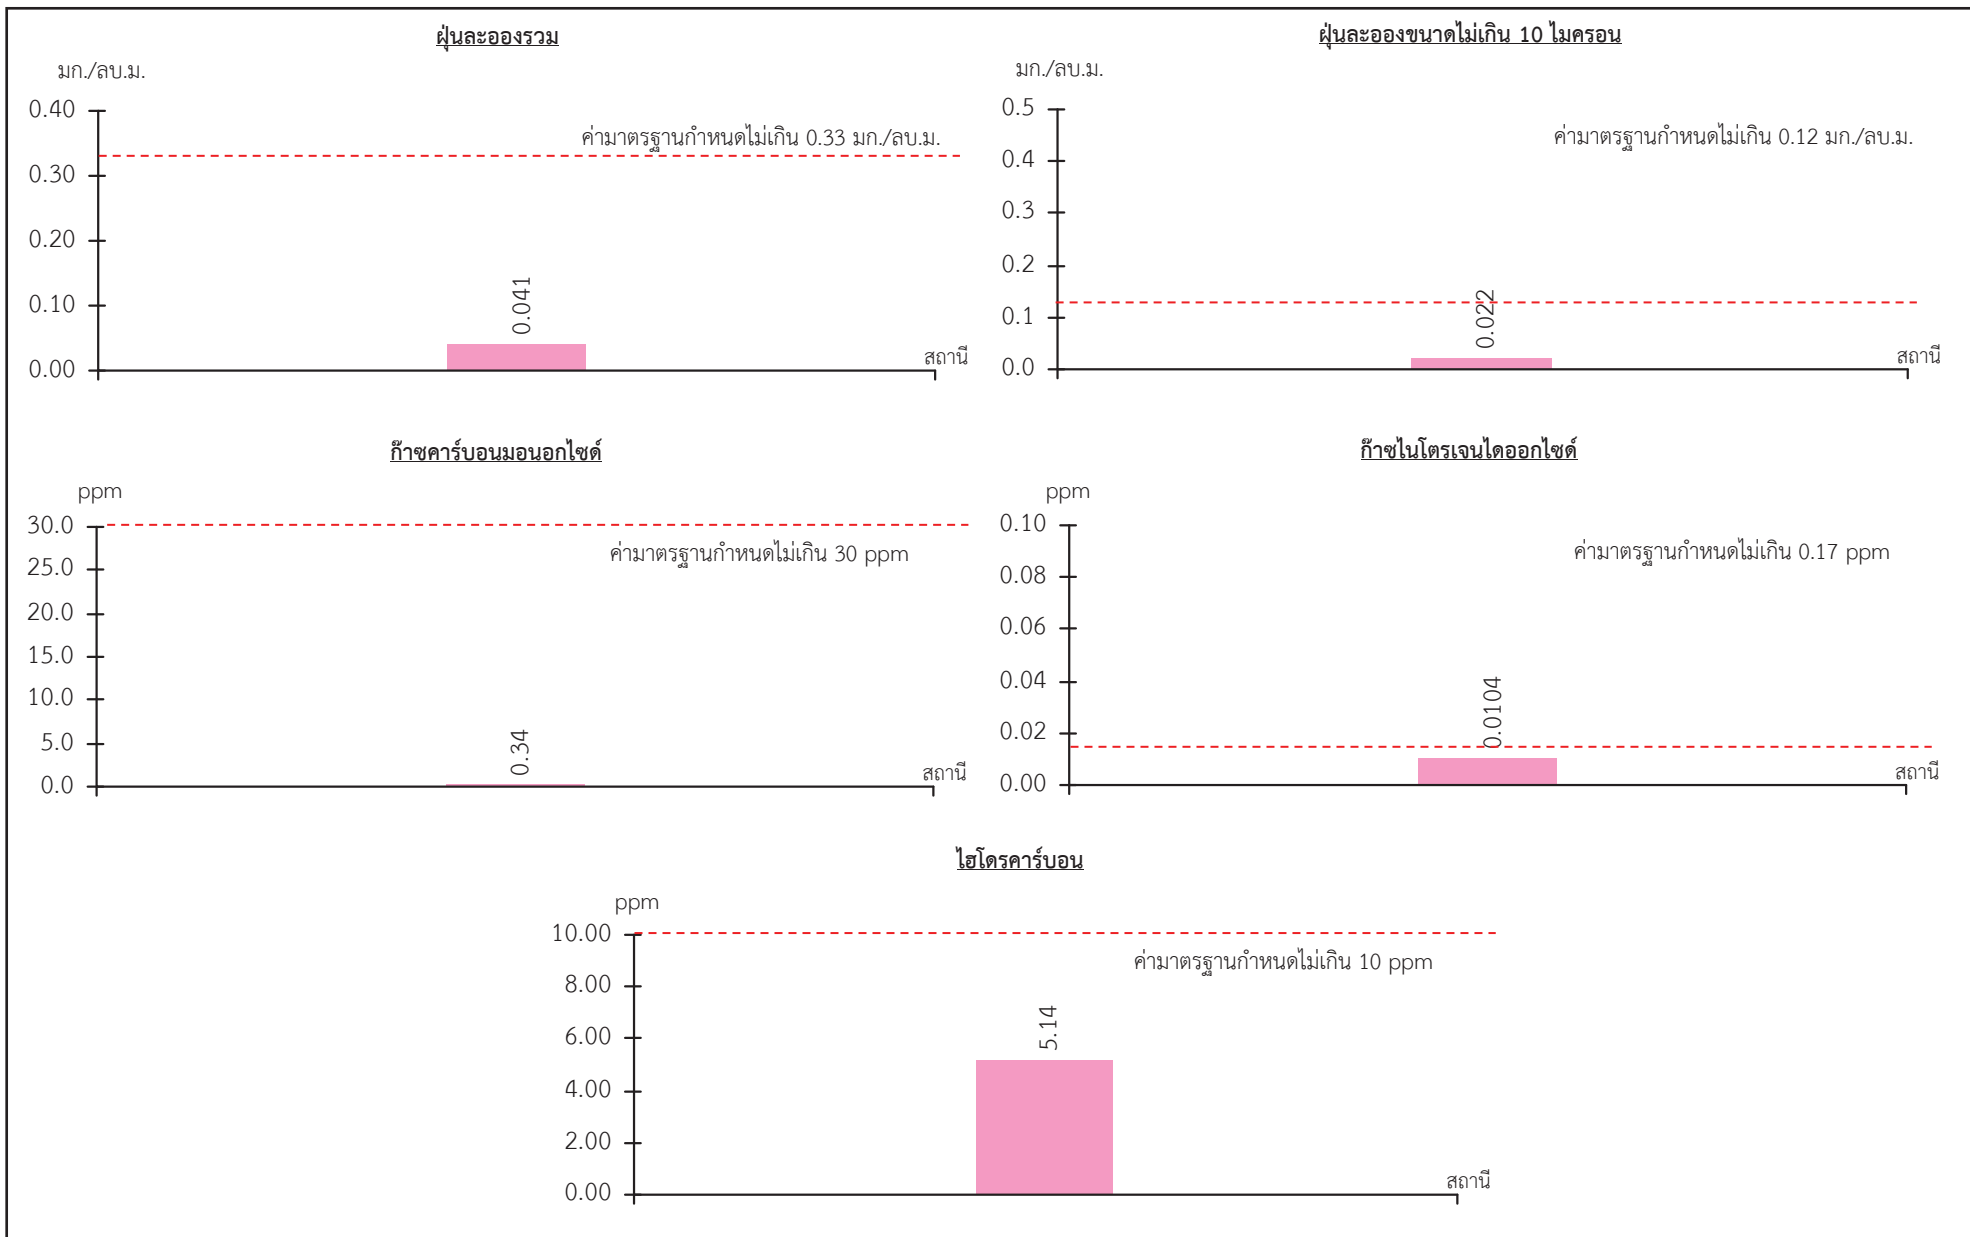 ฝุ่นละอองรวม
มก./ลบ.ม.
0.40
0.30
0.20
0.10
0.00
ค่ามาตรฐานกำหนดไม่เกิน 0.33 มก./ลบ.ม.
0.041
สถานี
ฝุ่นละอองขนาดไม่เกิน 10 ไมครอน
มก./ลบ.ม.
0.5
0.4
0.3
0.2
0.1
0.0
ค่ามาตรฐานกำหนดไม่เกิน 0.12 มก./ลบ.ม.
0.022
สถานี
ก๊าซคาร์บอนมอนอกไซด์
ppm
30.0
25.0
20.0
15.0
10.0
5.0
0.0
ค่ามาตรฐานกำหนดไม่เกิน 30 ppm
0.34
สถานี
ก๊าซไนโตรเจนไดออกไซด์
ppm
0.10
0.08
0.06
0.04
0.02
0.00
ค่ามาตรฐานกำหนดไม่เกิน 0.17 ppm
0.0104
สถานี
ไฮโดรคาร์บอน
ppm
10.00
8.00
6.00
4.00
2.00
0.00
ค่ามาตรฐานกำหนดไม่เกิน 10 ppm
5.14
สถานี